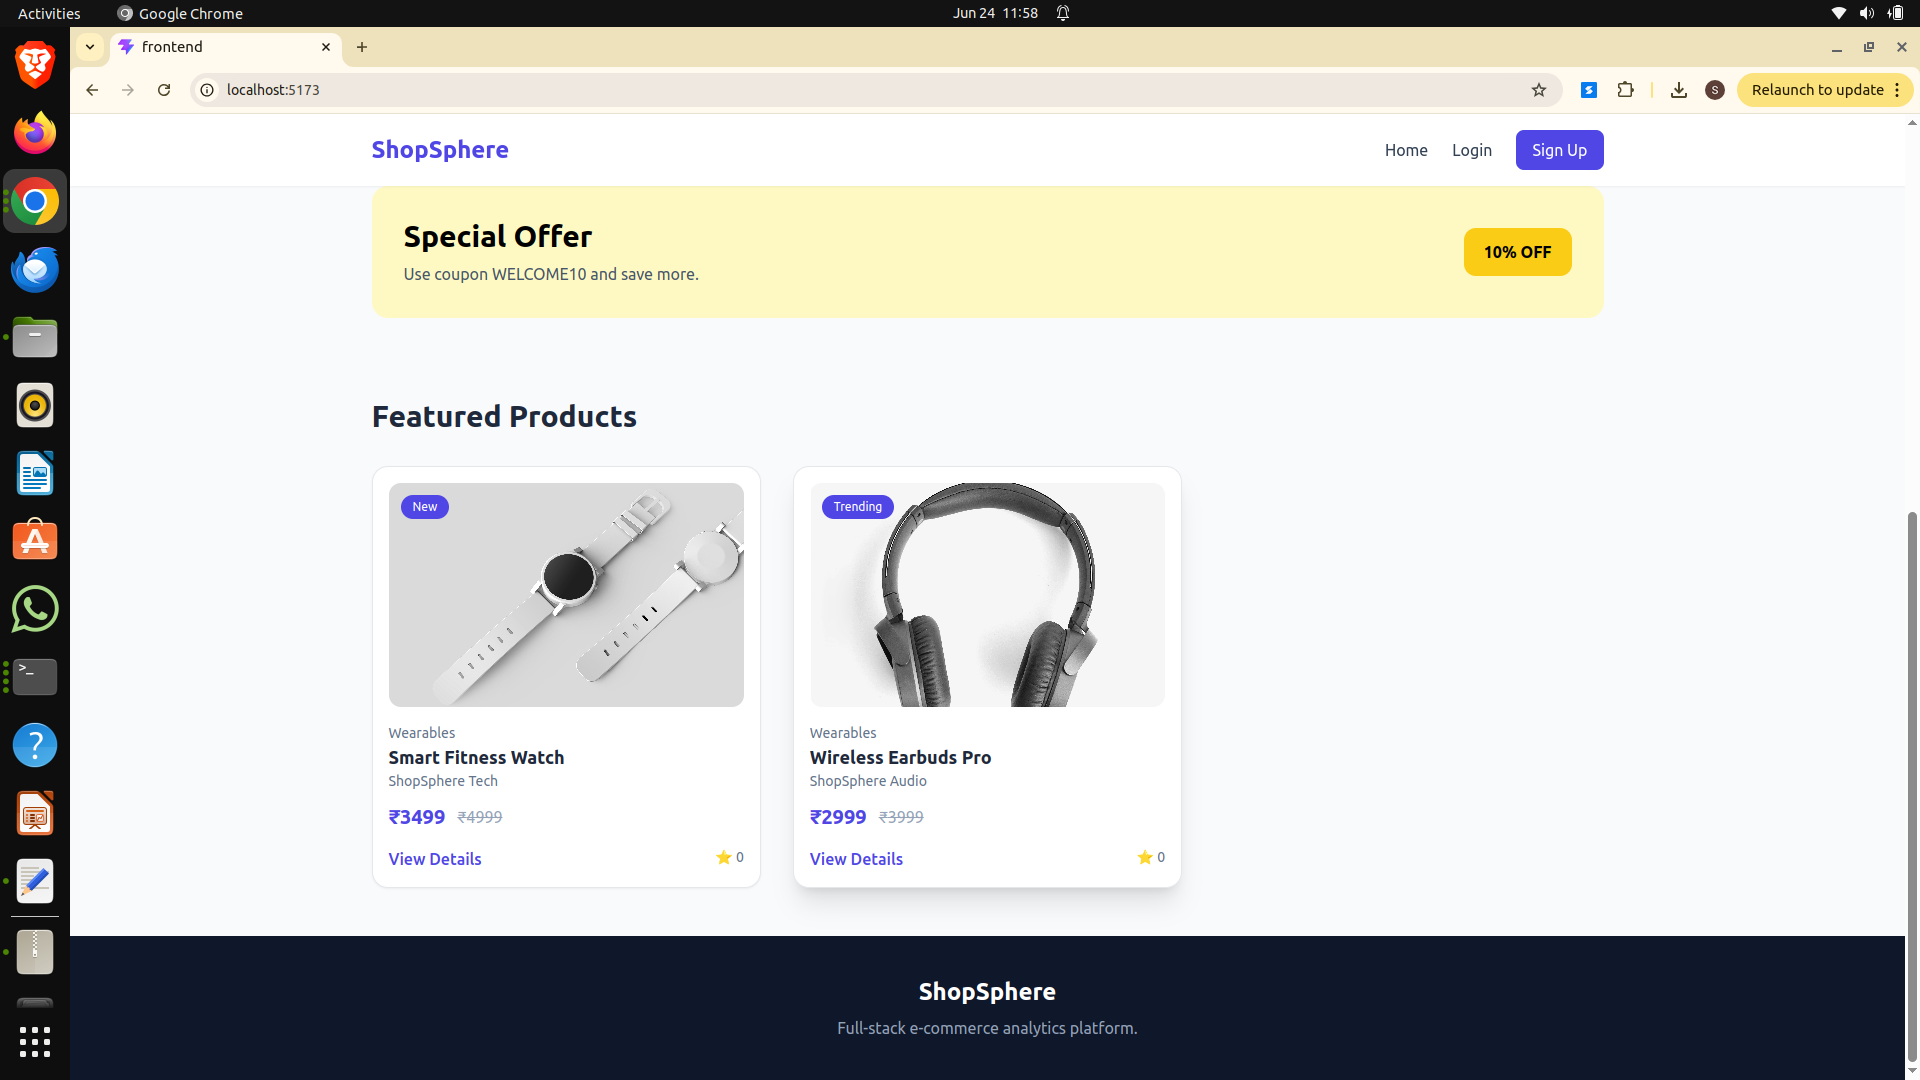 Activities
Google Chrome
Jun 24 11:58
frontend
localhost:5173
S
Relaunch to update
ShopSphere
Home
Login
Sign Up
Special Offer
Use coupon WELCOME10 and save more.
10% OFF
Featured Products
New
Wearables
Smart Fitness Watch
ShopSphere Tech
₹3499 ₹4999
View Details
⭐ 0
Trending
Wearables
Wireless Earbuds Pro
ShopSphere Audio
₹2999 ₹3999
View Details
⭐ 0
ShopSphere
Full-stack e-commerce analytics platform.